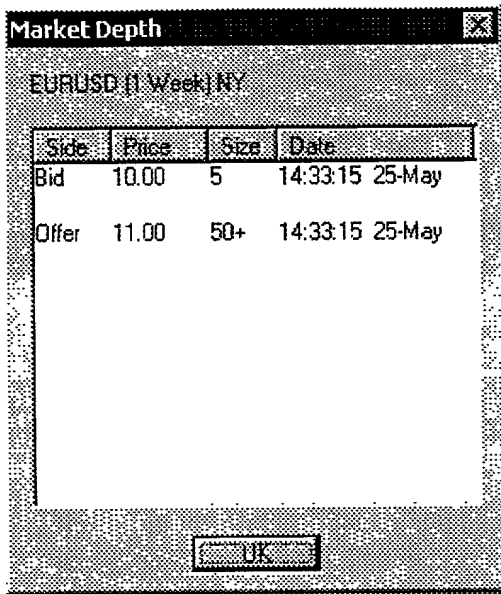 Market Depth
EURUSD [1 Week] NY
Side Price Size Date
Bid 10.00 5 14:33:15 25-May
Offer 11.00 50+ 14:33:15 25-May
OK